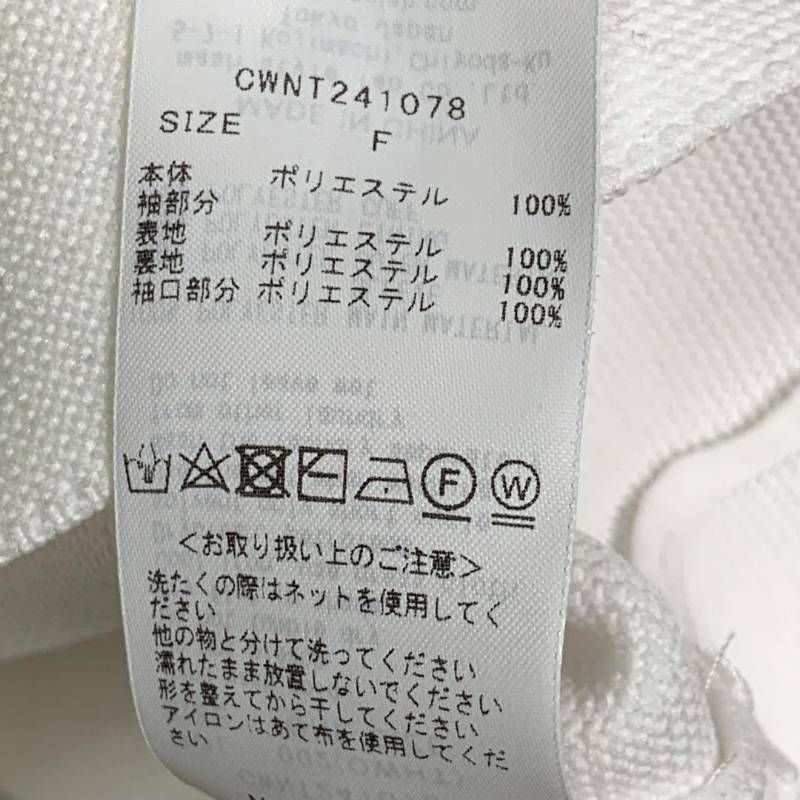 CWNT241078
SIZE F
本体 ポリエステル 100%
袖部分
表地 ポリエステル 100%
裏地 ポリエステル 100%
袖口部分 ポリエステル 100%
F W
<お取り扱い上のご注意>
洗たくの際はネットを使用してく
ださい
他の物と分けて洗ってください
濡れたまま放置しないでください
形を整えてから干してください
アイロンはあて布を使用してくだ
さい